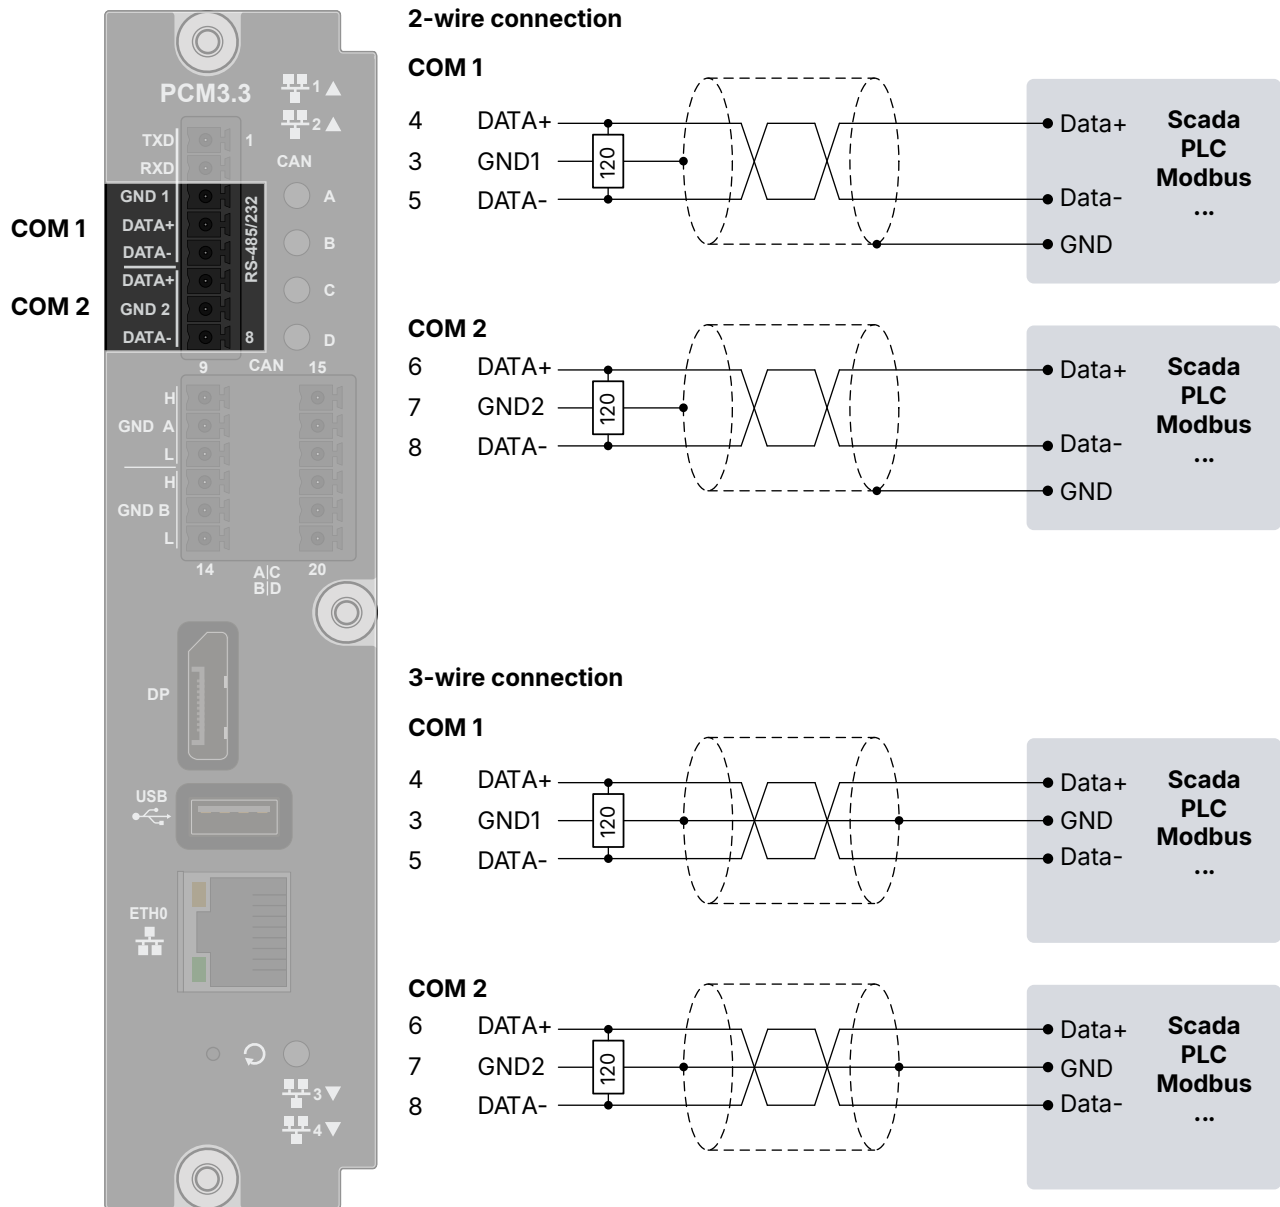 PCM3.3
1
2
TXD
1
RXD
CAN
GND 1
A
DATA+
B
DATA-
RS-485/232
DATA+
C
GND 2
DATA-
8
D
COM 1
COM 2
9
CAN
15
H
GND A
L
H
GND B
L
14
A|C
B|D
20
DP
USB
ETH0
3
4
2-wire connection
COM 1
4 DATA+
3 GND1
5 DATA-
120
Data+
Data-
GND
Scada
PLC
Modbus
...
COM 2
6 DATA+
7 GND2
8 DATA-
120
Data+
Data-
GND
Scada
PLC
Modbus
...
3-wire connection
COM 1
4 DATA+
3 GND1
5 DATA-
120
Data+
GND
Data-
Scada
PLC
Modbus
...
COM 2
6 DATA+
7 GND2
8 DATA-
120
Data+
GND
Data-
Scada
PLC
Modbus
...